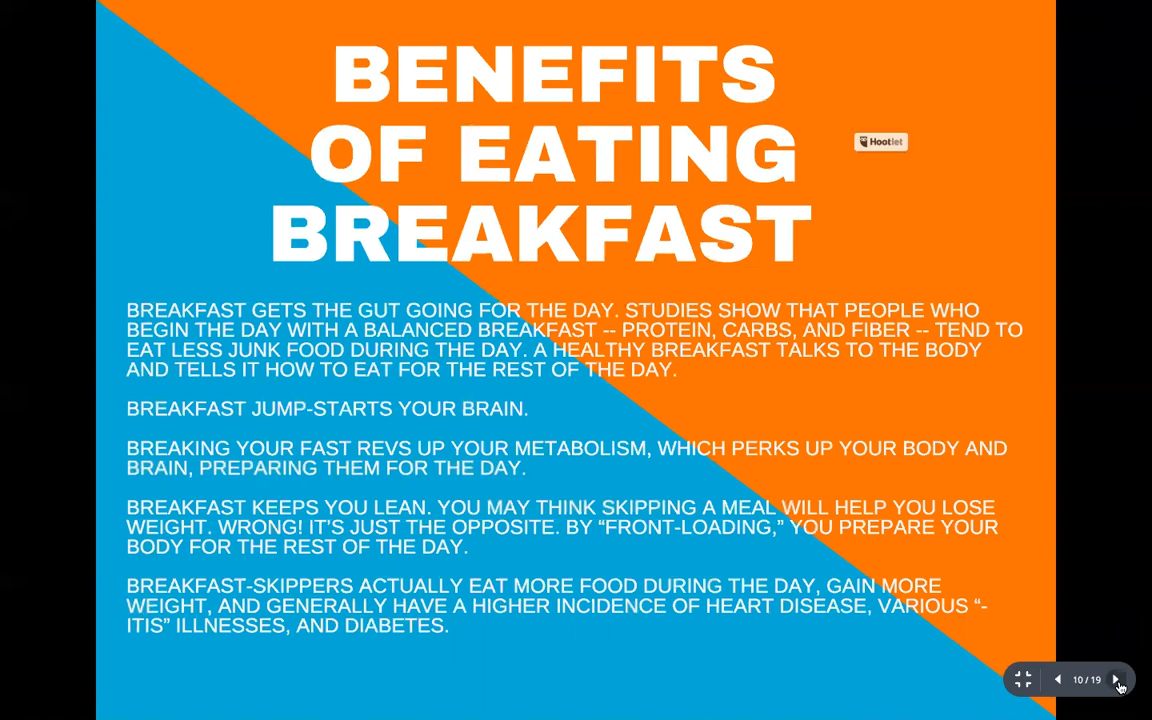 BENEFITS
OF EATING
BREAKFAST
Hootlet
BREAKFAST GETS THE GUT GOING FOR THE DAY. STUDIES SHOW THAT PEOPLE WHO
BEGIN THE DAY WITH A BALANCED BREAKFAST -- PROTEIN, CARBS, AND FIBER -- TEND TO
EAT LESS JUNK FOOD DURING THE DAY. A HEALTHY BREAKFAST TALKS TO THE BODY
AND TELLS IT HOW TO EAT FOR THE REST OF THE DAY.
BREAKFAST JUMP-STARTS YOUR BRAIN.
BREAKING YOUR FAST REVS UP YOUR METABOLISM, WHICH PERKS UP YOUR BODY AND
BRAIN, PREPARING THEM FOR THE DAY.
BREAKFAST KEEPS YOU LEAN. YOU MAY THINK SKIPPING A MEAL WILL HELP YOU LOSE
WEIGHT. WRONG! IT'S JUST THE OPPOSITE. BY “FRONT-LOADING,” YOU PREPARE YOUR
BODY FOR THE REST OF THE DAY.
BREAKFAST-SKIPPERS ACTUALLY EAT MORE FOOD DURING THE DAY, GAIN MORE
WEIGHT, AND GENERALLY HAVE A HIGHER INCIDENCE OF HEART DISEASE, VARIOUS “-
ITIS” ILLNESSES, AND DIABETES.
10 / 19